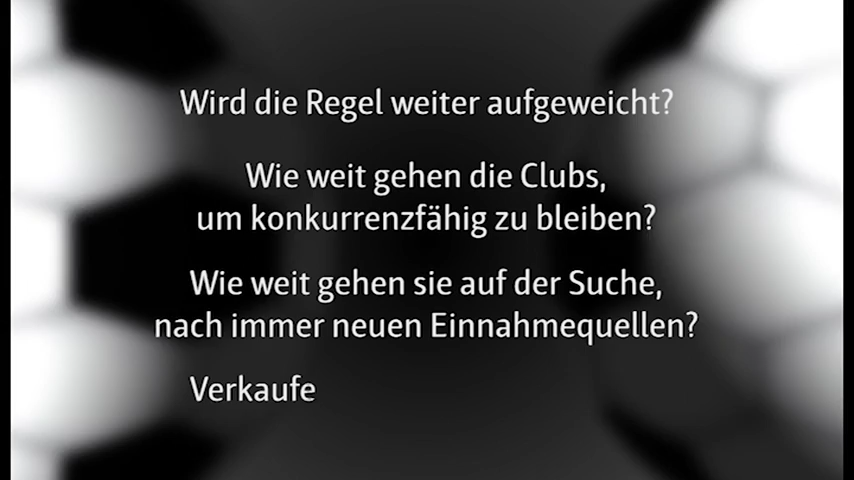 Wird die Regel weiter aufgeweicht?
Wie weit gehen die Clubs,
um konkurrenzfähig zu bleiben?
Wie weit gehen sie auf der Suche,
nach immer neuen Einnahmequellen?
Verkaufe